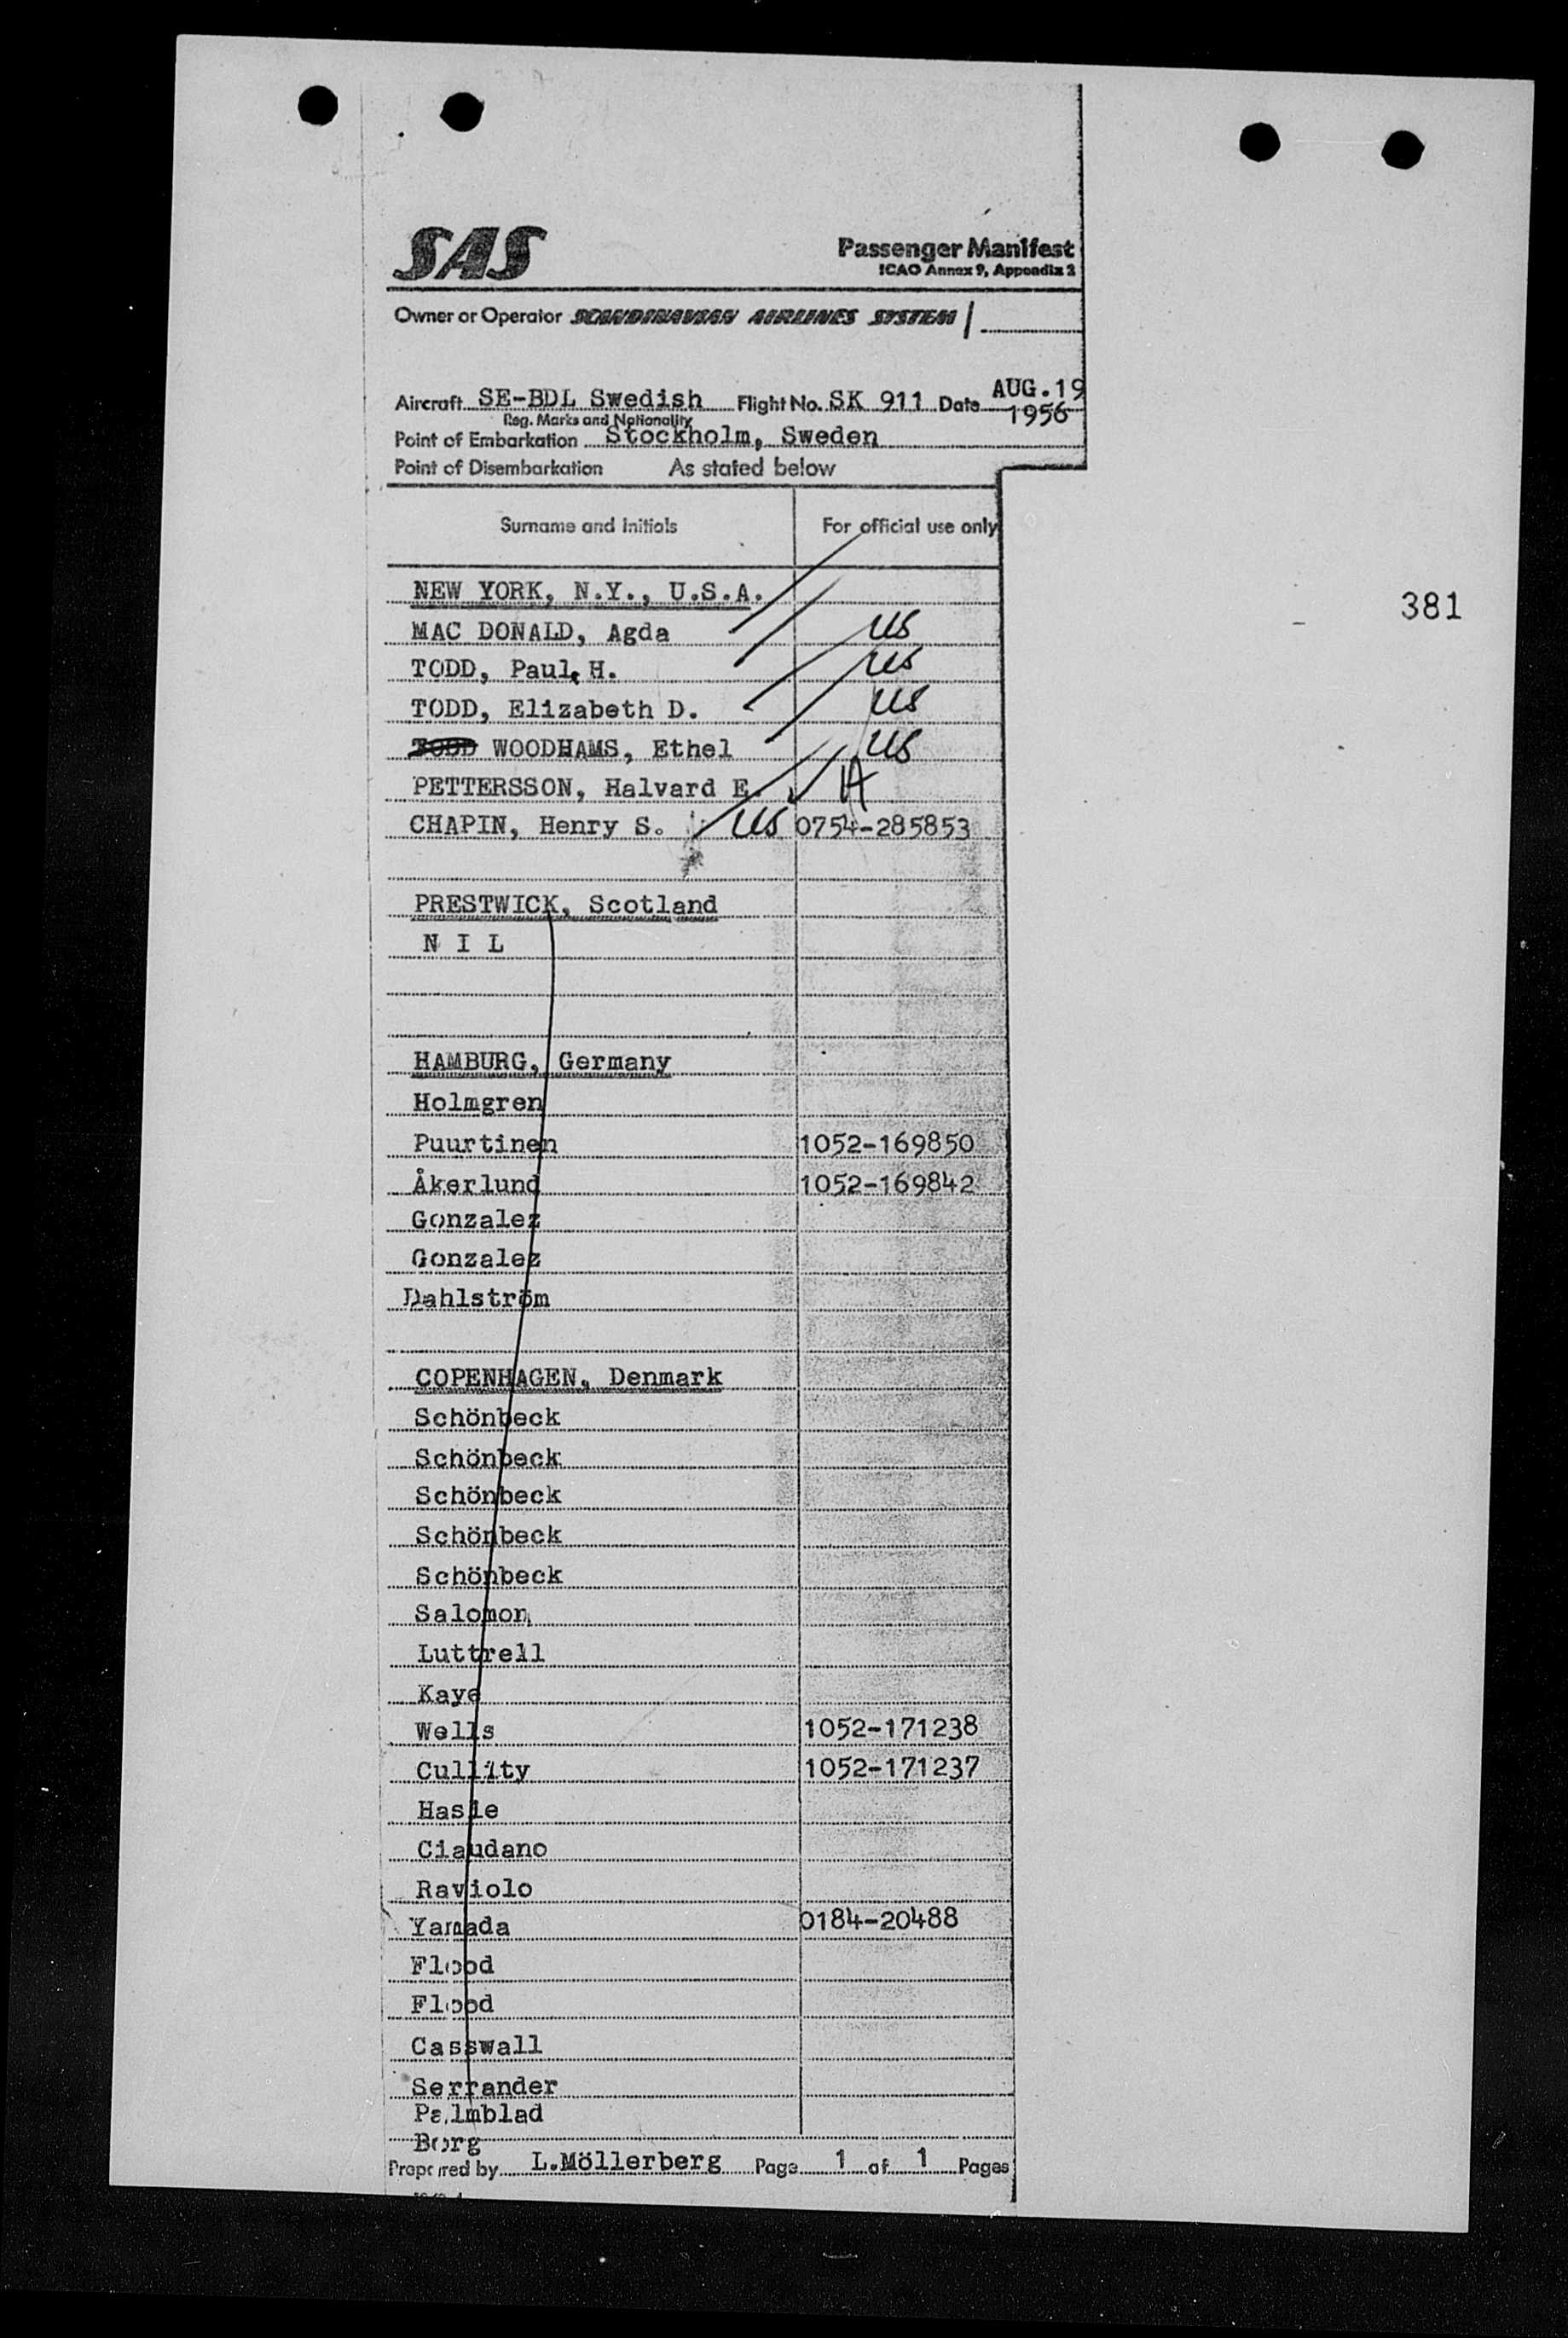 SAS
Passenger Manifest
ICAO Annex 9, Appendix 2
Owner or Operator SCANDINAVIAN AIRLINES SYSTEM /
Aircraft SE-BDL Swedish Flight No. SK 911 Date AUG. 19 1956
Reg. Marks and Nationality
Point of Embarkation Stockholm, Sweden
Point of Disembarkation As stated below
Surname and Initials For official use only
381
NEW YORK, N.Y., U.S.A.
MAC DONALD, Agda US
TODD, Paul H. US
TODD, Elizabeth D. US
TODD WOODHAMS, Ethel US
PETTERSSON, Halvard E. A
CHAPIN, Henry S. US 0754-285853
PRESTWICK, Scotland
N I L
HAMBURG, Germany
Holmgren
Puurtinen 1052-169850
Åkerlund 1052-169842
Gonzalez
Gonzalez
Dahlström
COPENHAGEN, Denmark
Schönbeck
Schönbeck
Schönbeck
Schönbeck
Schönbeck
Salomon
Luttrell
Kaye
Wells 1052-171238
Cullity 1052-171237
Hasle
Ciaudano
Raviolo
Yamada 0184-20488
Flood
Flood
Casswall
Serrander
Palmblad
Borg
Prepared by L.Möllerberg Page 1 of 1 Pages